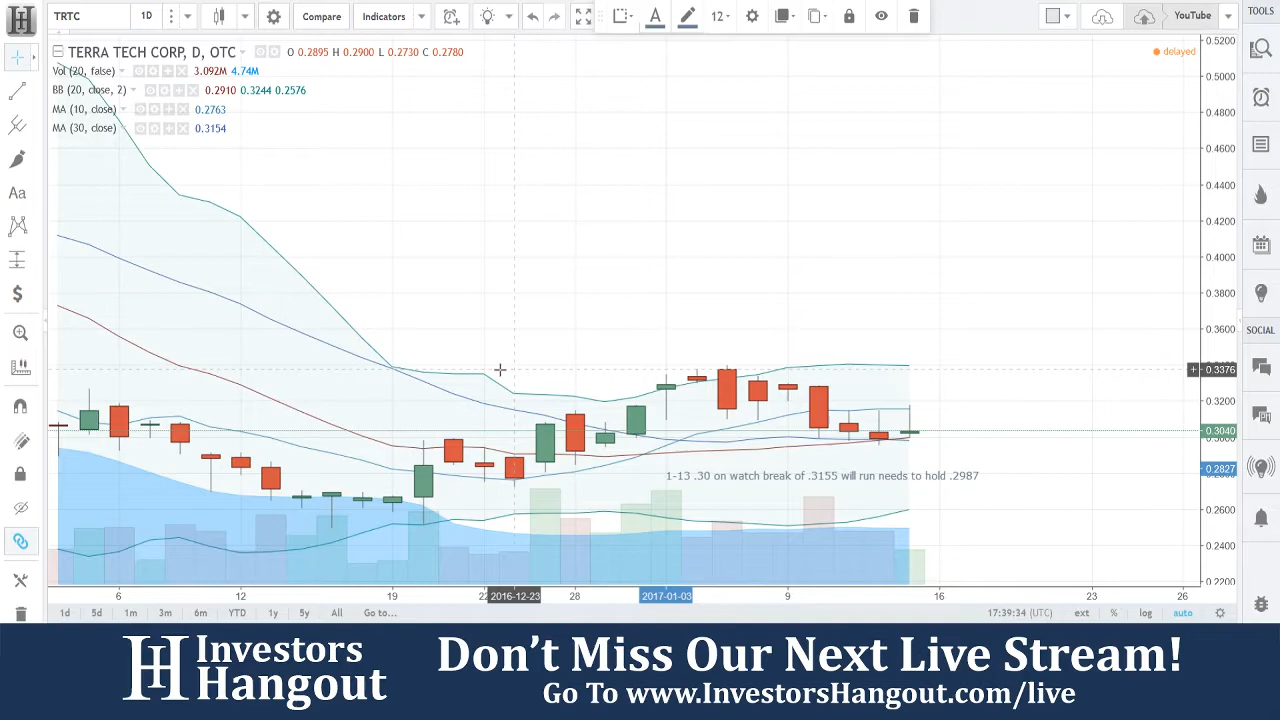 TRTC 1D Compare Indicators 12 YouTube TOOLS
TERRA TECH CORP, D, OTC O 0.2895 H 0.2900 L 0.2730 C 0.2780 delayed
Vol (20, false) 3.092M 4.74M
BB (20, close, 2) 0.2910 0.3244 0.2576
MA (10, close) 0.2763
MA (30, close) 0.3154
0.5200
0.5000
0.4800
0.4600
0.4400
0.4200
0.4000
0.3800
0.3600
0.3376
0.3200
0.3040
0.2827
0.2600
0.2400
0.2200
Aa
$
SOCIAL
1-13 .30 on watch break of .3155 will run needs to hold .2987
6 12 19 2016-12-23 28 2017-01-03 9 16 23 26
1d 5d 1m 3m 6m YTD 1y 5y All Go to... 17:39:34 (UTC) ext % log auto
Investors
Hangout
Don't Miss Our Next Live Stream!
Go To www.InvestorsHangout.com/live